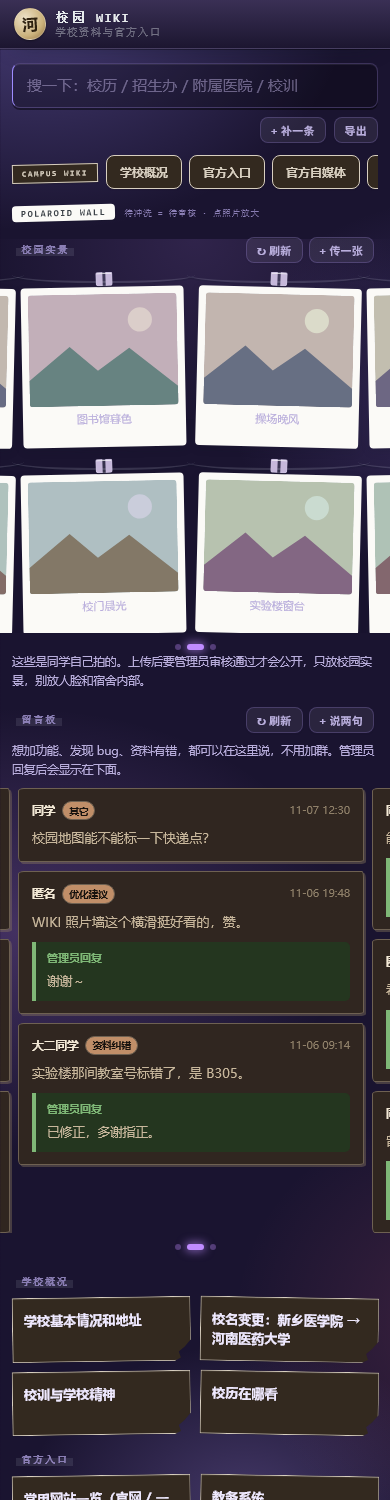 河
校园 WIKI
学校资料与官方入口
搜一下：校历 / 招生办 / 附属医院 / 校训
+ 补一条
导出
CAMPUS WIKI
学校概况
官方入口
官方自媒体
POLAROID WALL
待冲洗 = 待审核 · 点照片放大
校园实景
↻ 刷新
+ 传一张
图书馆暮色
操场晚风
校门晨光
实验楼窗台
这些是同学自己拍的。上传后要管理员审核通过才会公开，只放校园实
景，别放人脸和宿舍内部。
留言板
↻ 刷新
+ 说两句
想加功能、发现 bug、资料有错，都可以在这里说，不用加群。管理员
回复后会显示在下面。
同学 其它 11-07 12:30
校园地图能不能标一下快递点？
匿名 优化建议 11-06 19:48
WIKI 照片墙这个横滑挺好看的，赞。
管理员回复
谢谢～
大二同学 资料纠错 11-06 09:14
实验楼那间教室号标错了，是 B305。
管理员回复
已修正，多谢指正。
学校概况
学校基本情况和地址
校名变更：新乡医学院 →
河南医药大学
校训与学校精神
校历在哪看
官方入口
常用网站一览（官网 / 一
教务系统